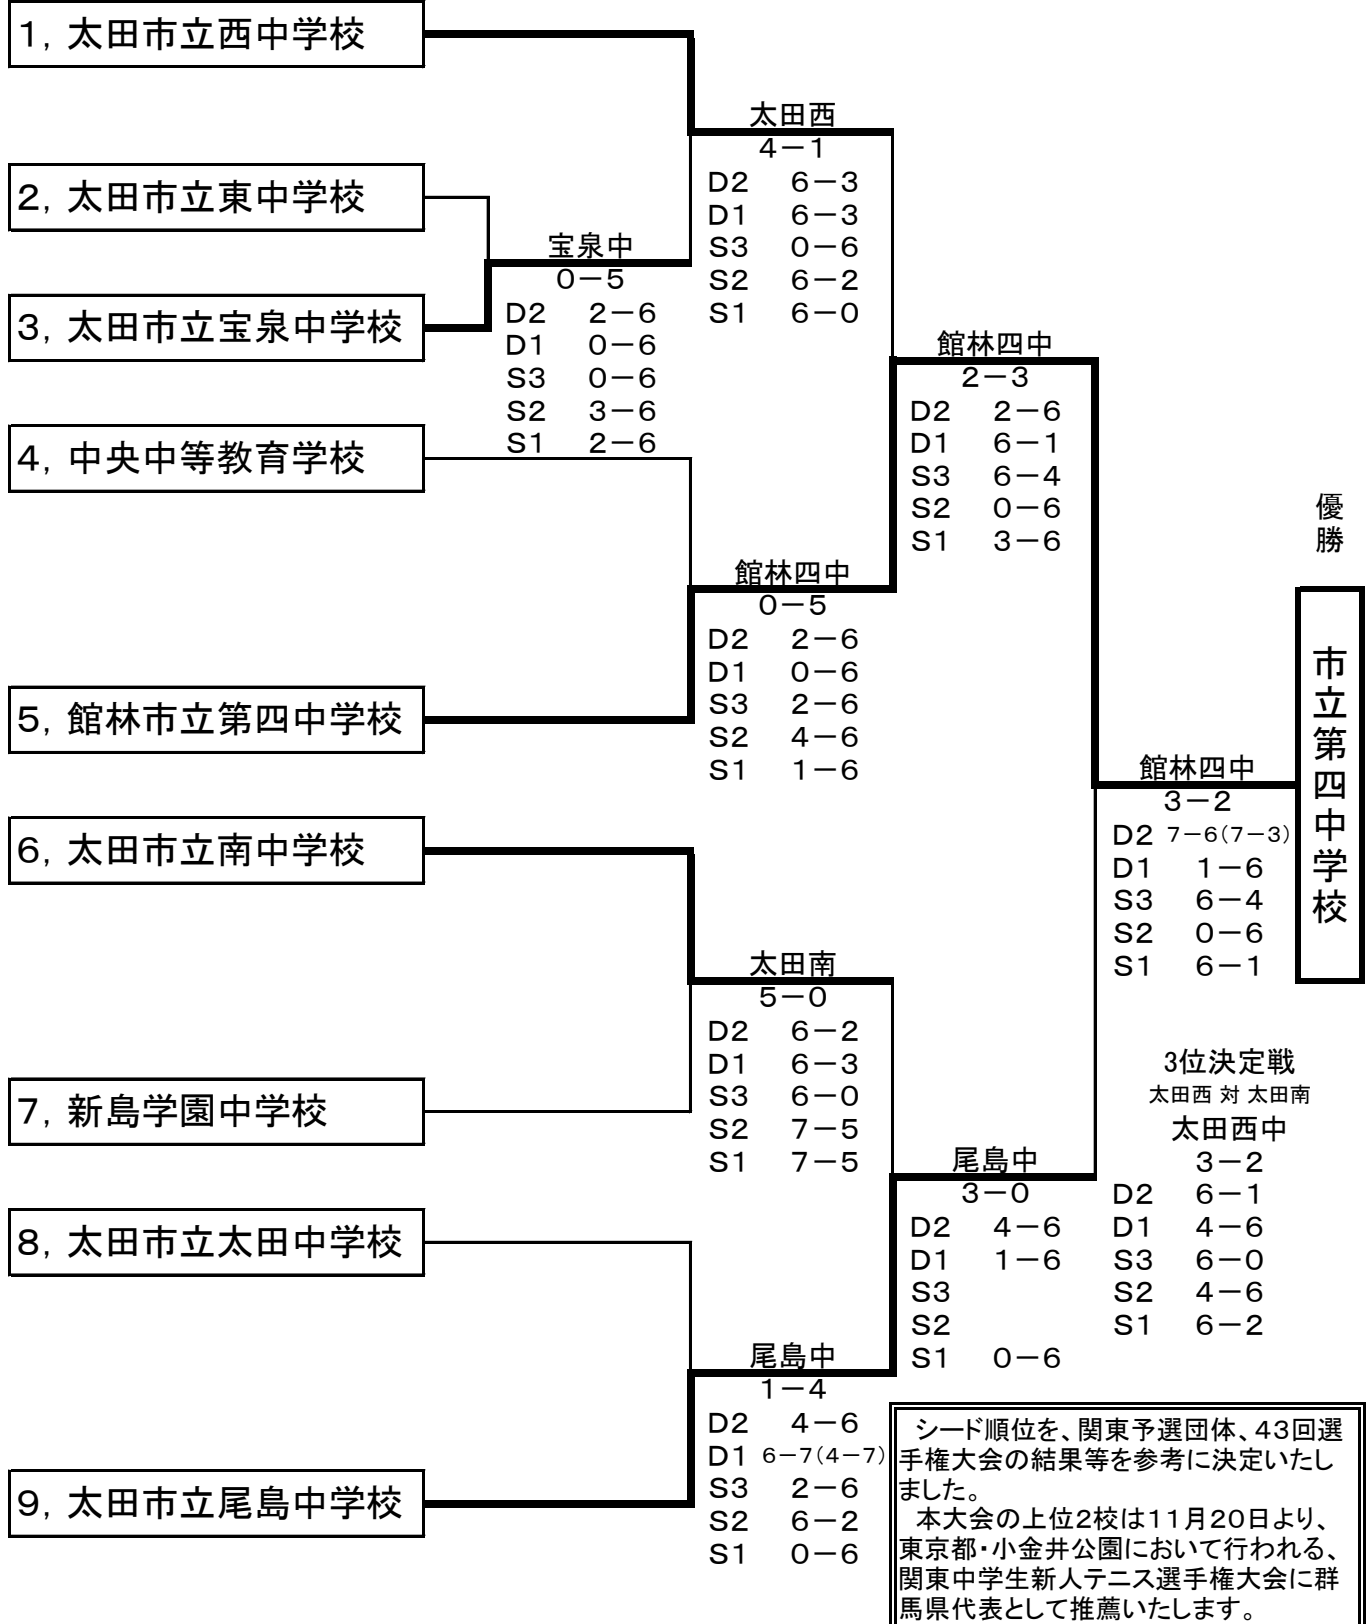 1, 太田市立西中学校
2, 太田市立東中学校
3, 太田市立宝泉中学校
4, 中央中等教育学校
5, 館林市立第四中学校
6, 太田市立南中学校
7, 新島学園中学校
8, 太田市立太田中学校
9, 太田市立尾島中学校
宝泉中
0－5
D2 2－6
D1 0－6
S3 0－6
S2 3－6
S1 2－6
太田西
4－1
D2 6－3
D1 6－3
S3 0－6
S2 6－2
S1 6－0
館林四中
0－5
D2 2－6
D1 0－6
S3 2－6
S2 4－6
S1 1－6
太田南
5－0
D2 6－2
D1 6－3
S3 6－0
S2 7－5
S1 7－5
尾島中
1－4
D2 4－6
D1 6－7(4－7)
S3 2－6
S2 6－2
S1 0－6
館林四中
2－3
D2 2－6
D1 6－1
S3 6－4
S2 0－6
S1 3－6
尾島中
3－0
D2 4－6
D1 1－6
S3
S2
S1 0－6
館林四中
3－2
D2 7－6(7－3)
D1 1－6
S3 6－4
S2 0－6
S1 6－1
優勝
市立第四中学校
3位決定戦
太田西 対 太田南
太田西中
3－2
D2 6－1
D1 4－6
S3 6－0
S2 4－6
S1 6－2
シード順位を、関東予選団体、43回選
手権大会の結果等を参考に決定いたし
ました。
本大会の上位2校は11月20日より、
東京都・小金井公園において行われる、
関東中学生新人テニス選手権大会に群
馬県代表として推薦いたします。